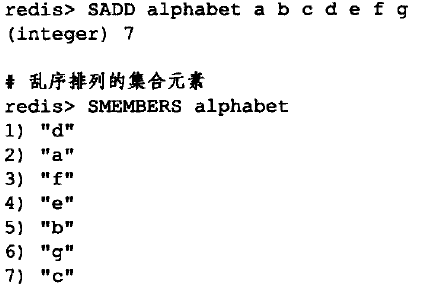 redis> SADD alphabet a b c d e f g
(integer) 7
# 乱序排列的集合元素
redis> SMEMBERS alphabet
1) "d"
2) "a"
3) "f"
4) "e"
5) "b"
6) "g"
7) "c"